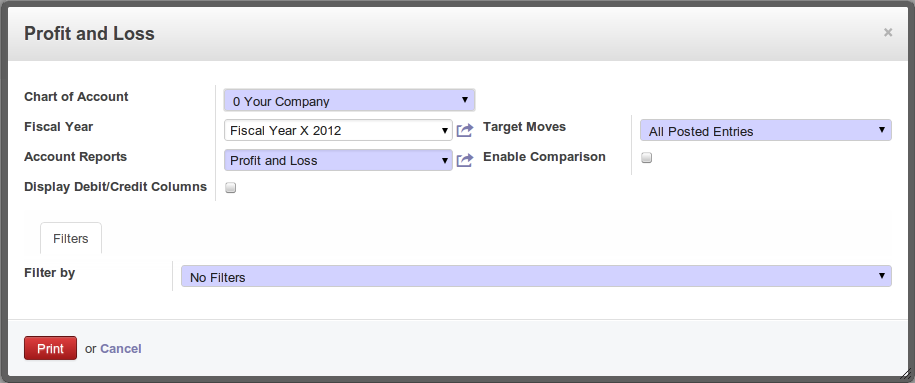 Profit and Loss
×
Chart of Account
0 Your Company
Fiscal Year
Fiscal Year X 2012
Target Moves
All Posted Entries
Account Reports
Profit and Loss
Enable Comparison
Display Debit/Credit Columns
Filters
Filter by
No Filters
Print or Cancel